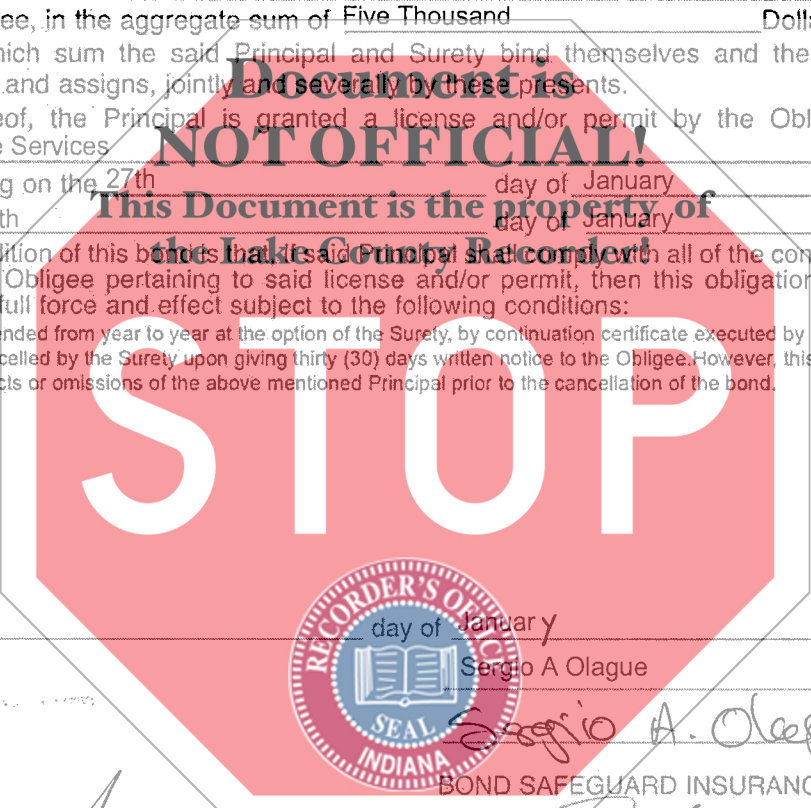 ee, in the aggregate sum of Five Thousand Dolla
hich sum the said Principal and Surety bind themselves and the
and assigns, jointly and severally by these presents.
Document is
eof, the Principal is granted a license and/or permit by the Obl
e Services
NOT OFFICIAL!
g on the 27th day of January
This Document is the property of
th day of January
the Lake County Recorder!
dition of this bond is that, if said Principal shall comply with all of the con
Obligee pertaining to said license and/or permit, then this obligation
full force and effect subject to the following conditions:
ended from year to year at the option of the Surety, by continuation certificate executed by
celled by the Surety upon giving thirty (30) days written notice to the Obligee.However, this
cts or omissions of the above mentioned Principal prior to the cancellation of the bond.
STOP
RECORDER'S OFFICE
SEAL
INDIANA
day of January
Sergio A Olague
Sergio A. Olag
BOND SAFEGUARD INSURANC